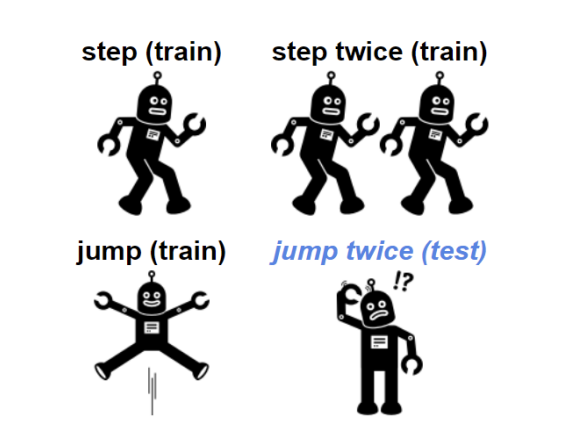 step (train)
step twice (train)
jump (train)
jump twice (test)
!?